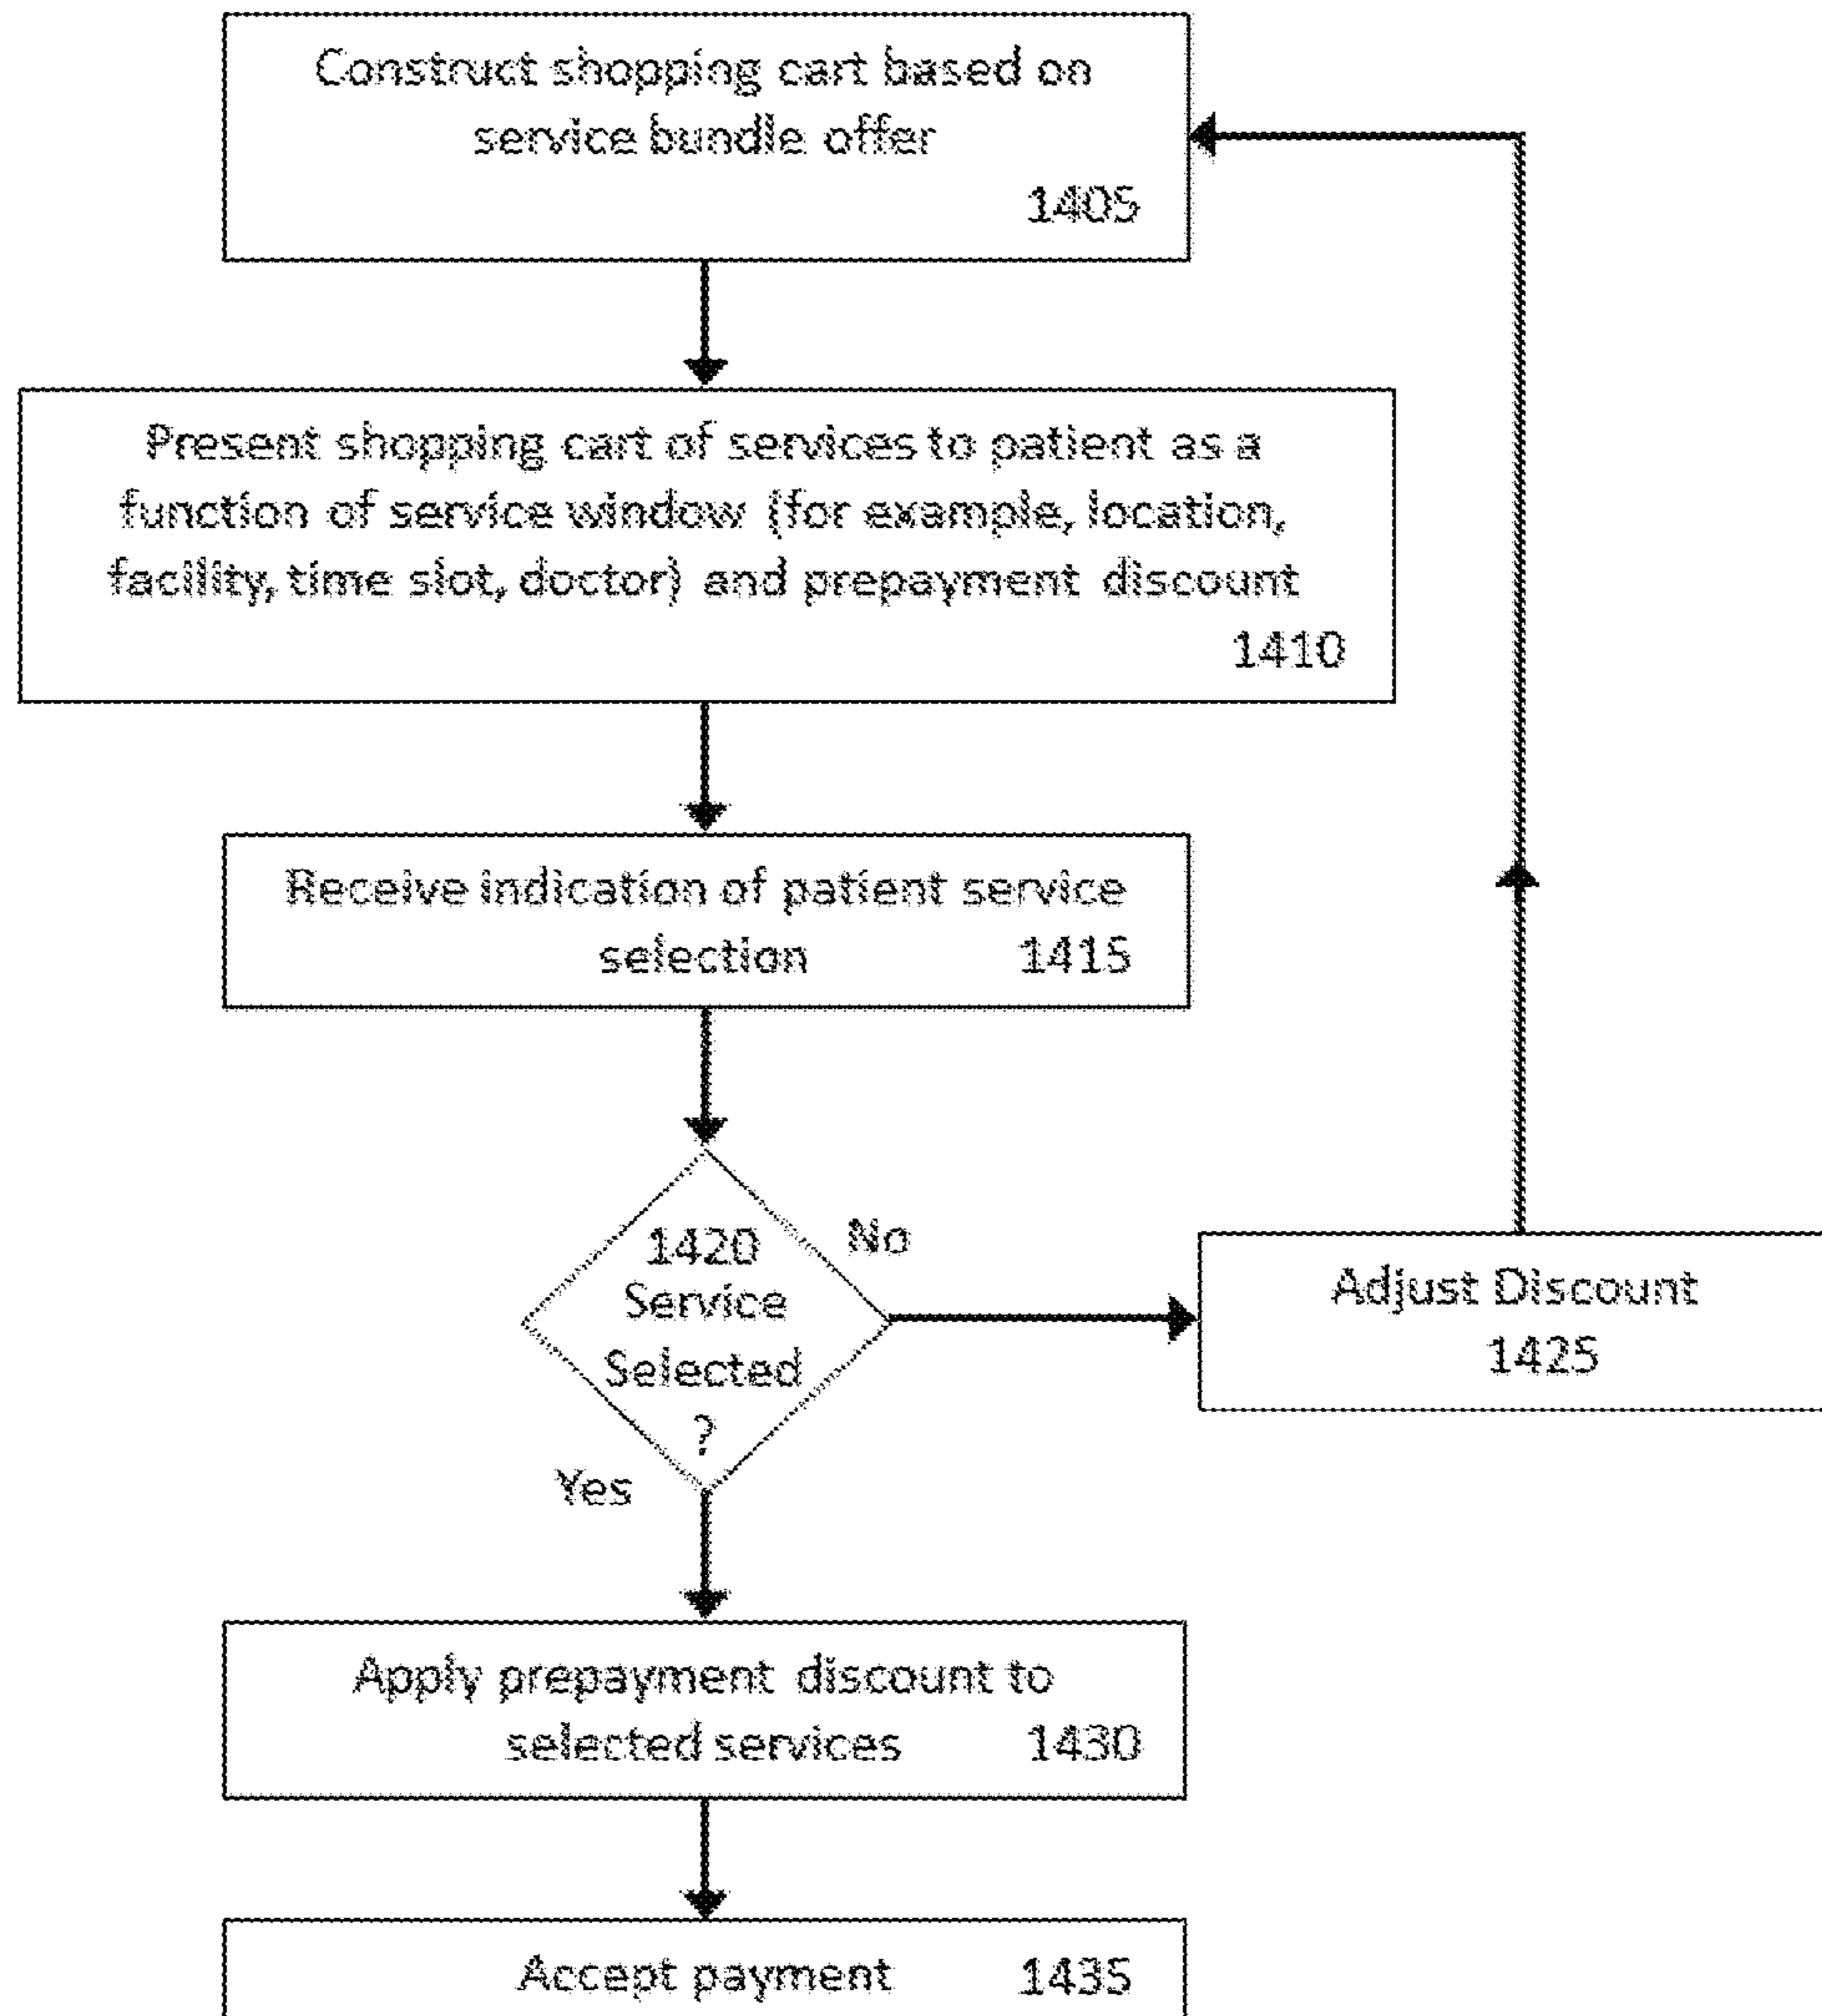 Construct shopping cart based on
service bundle offer
1405
Present shopping cart of services to patient as a
function of service window (for example, location,
facility, time slot, doctor) and prepayment discount
1410
Receive indication of patient service
selection 1415
1420
Service
Selected
?
No
Adjust Discount
1425
Yes
Apply prepayment discount to
selected services 1430
Accept payment 1435